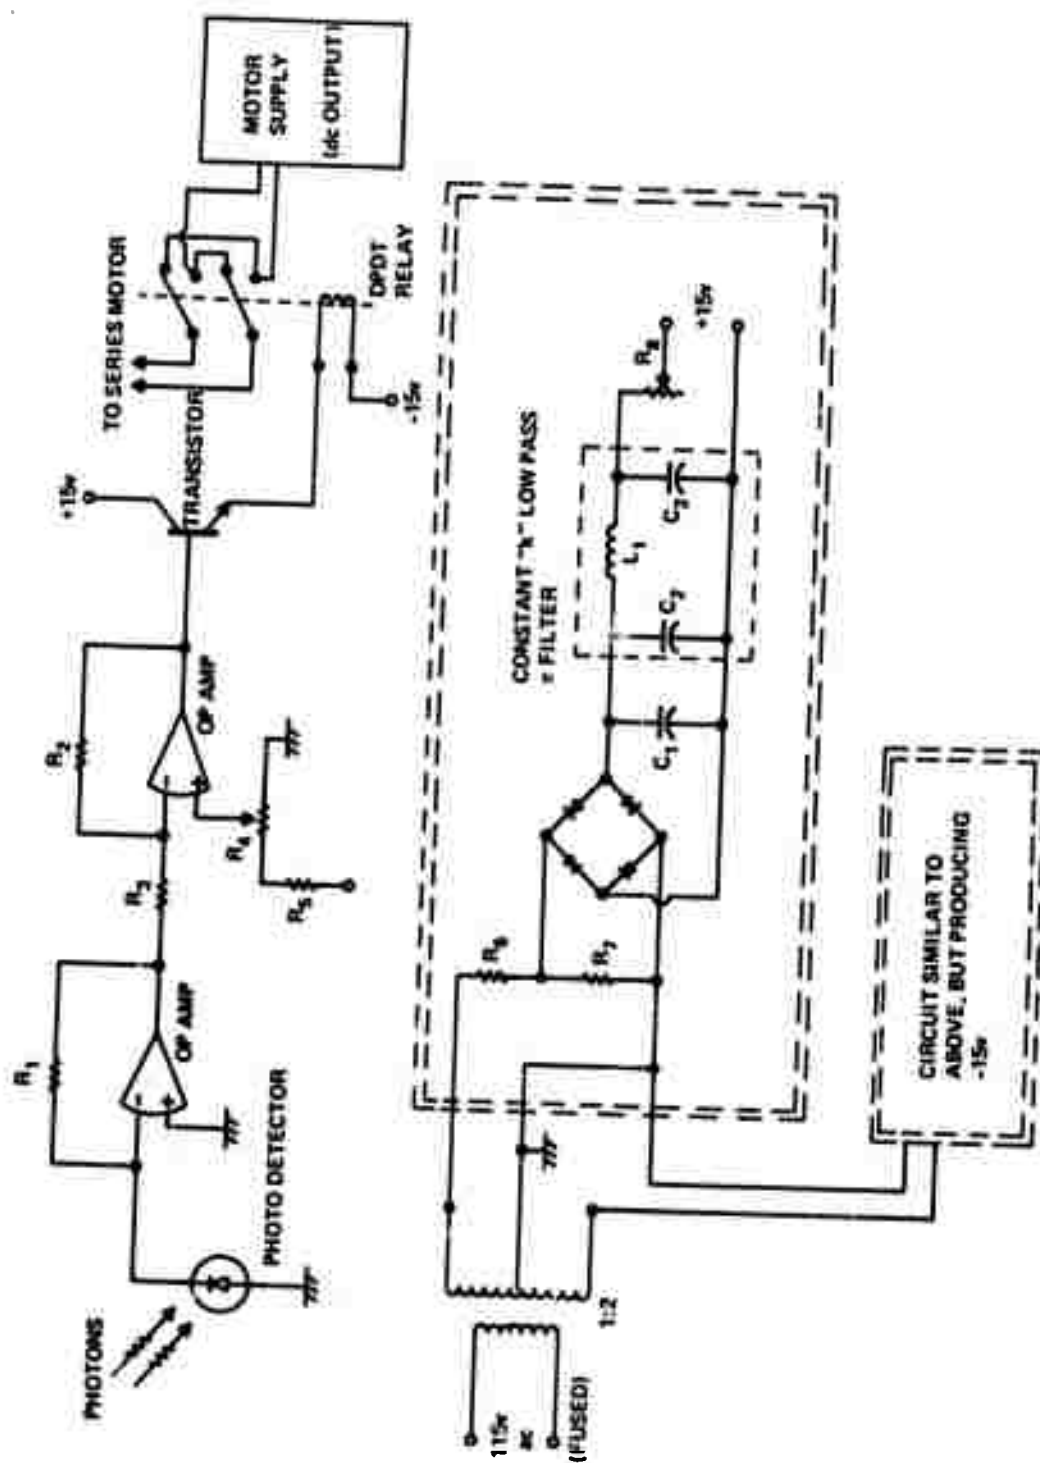 PHOTONS
PHOTO DETECTOR
R1
OP AMP
R3
R2
OP AMP
R4
R5
+15v
TRANSISTOR
TO SERIES MOTOR
-15v
DPDT
RELAY
MOTOR
SUPPLY
(dc OUTPUT)
115v
ac
(FUSED)
1:2
R6
R7
CONSTANT "k" LOW PASS
π FILTER
C1
C2
L1
C3
R8
+15v
CIRCUIT SIMILAR TO
ABOVE, BUT PRODUCING
-15v